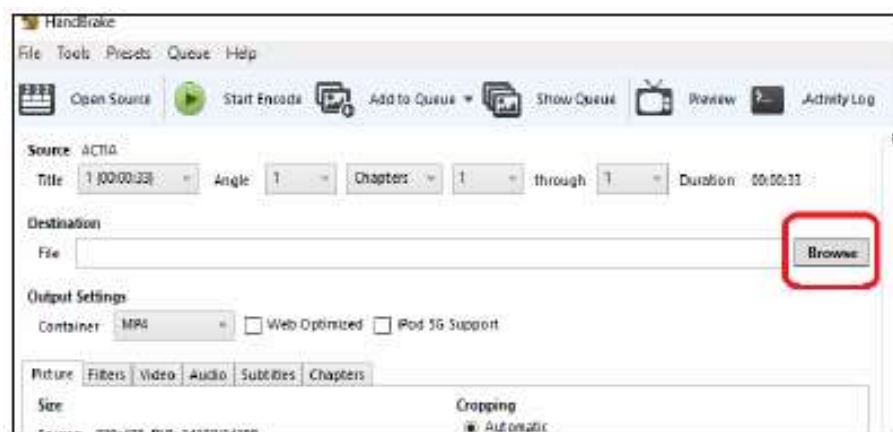 HandBrake
File Tools Presets Queue Help
Open Source Start Encode Add to Queue Show Queue Preview Activity Log
Source ACTIA
Title 1 (00:00:33) Angle 1 Chapters 1 through 1 Duration 00:00:33
Destination
File Browse
Output Settings
Container MP4 Web Optimized iPod 5G Support
Picture Filters Video Audio Subtitles Chapters
Size Cropping
Automatic